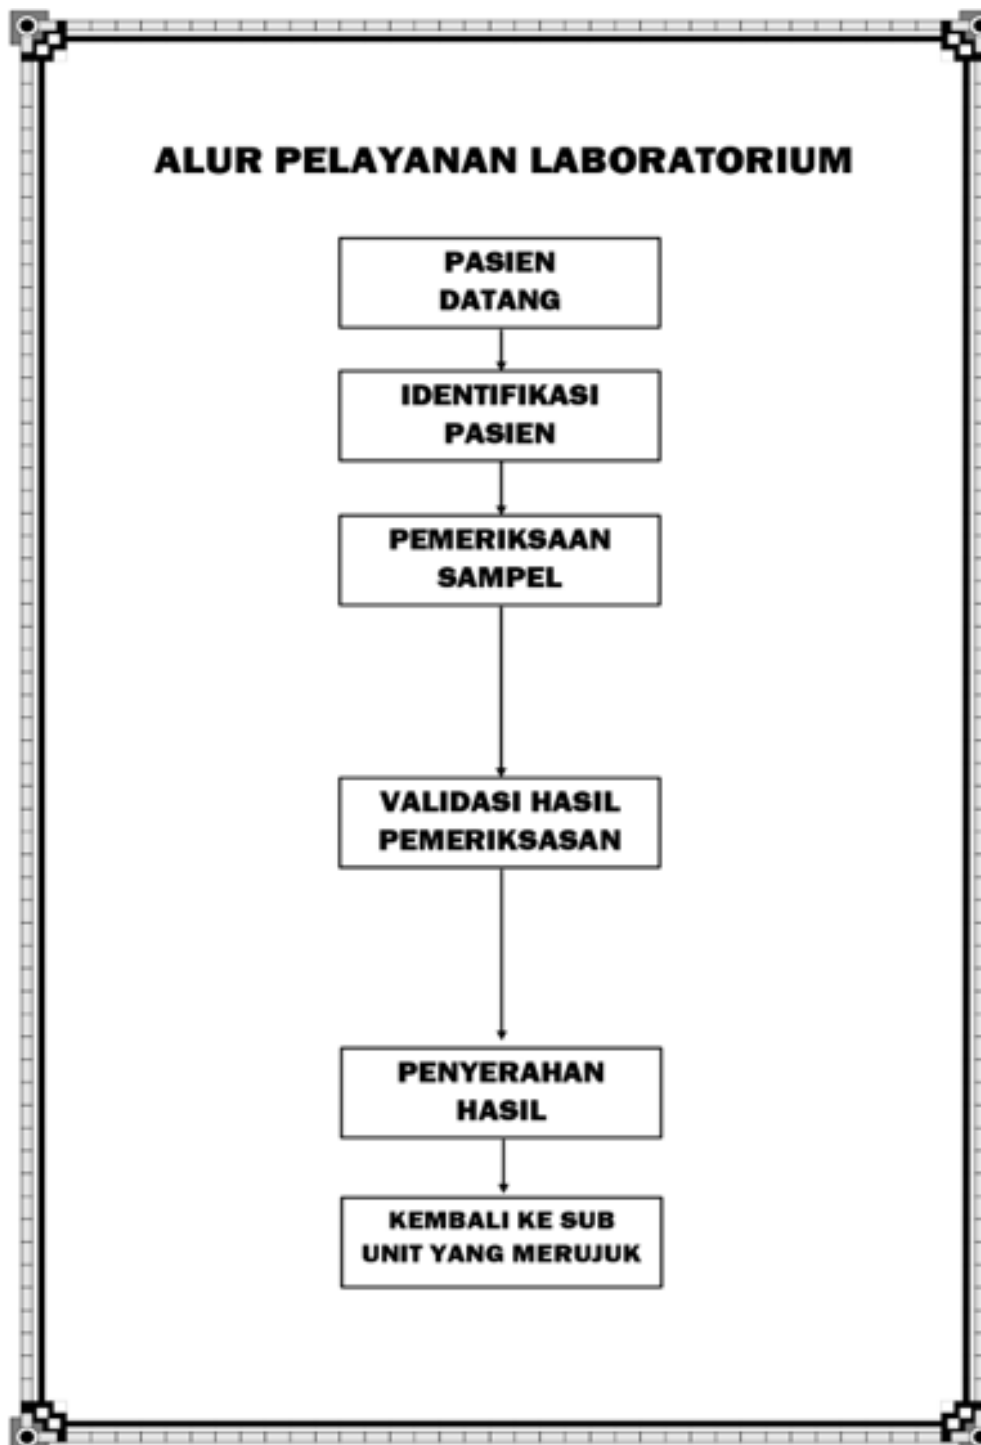 ALUR PELAYANAN LABORATORIUM
PASIEN
DATANG
IDENTIFIKASI
PASIEN
PEMERIKSAAN
SAMPEL
VALIDASI HASIL
PEMERIKSASAN
PENYERAHAN
HASIL
KEMBALI KE SUB
UNIT YANG MERUJUK